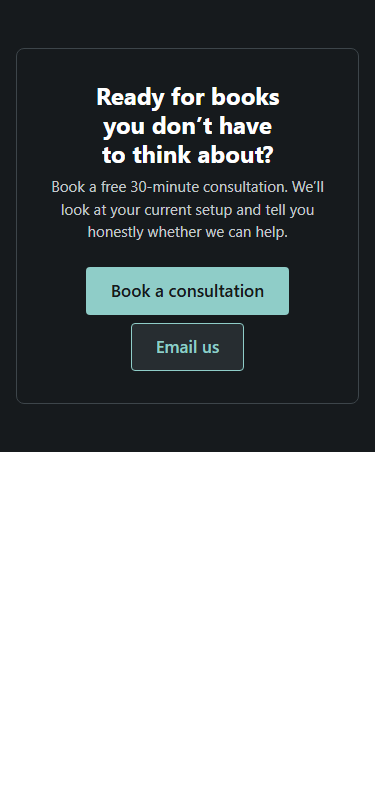 Ready for books
you don’t have
to think about?
Book a free 30-minute consultation. We’ll
look at your current setup and tell you
honestly whether we can help.
Book a consultation
Email us